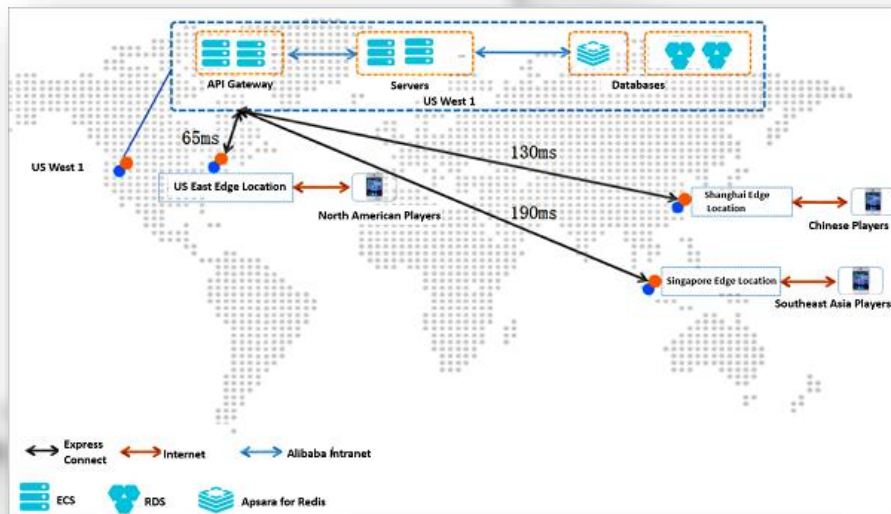 API Gateway
Servers
Databases
US West 1
65ms
130ms
190ms
US West 1
US East Edge Location
North American Players
Shanghai Edge
Location
Chinese Players
Singapore Edge Location
Southeast Asia Players
Express
Connect
Internet
Alibaba Intranet
ECS
RDS
Apsara for Redis